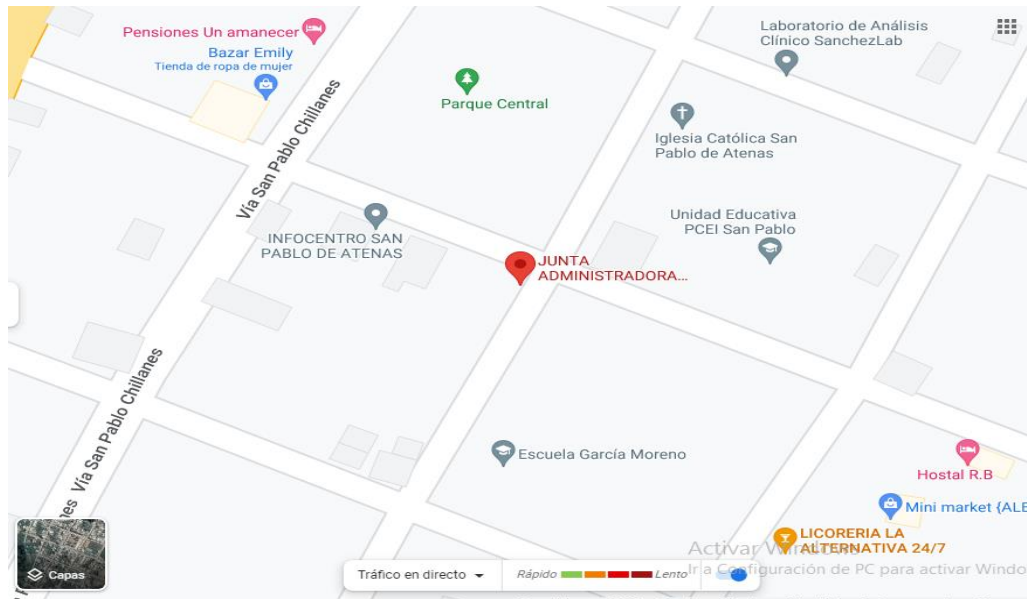 Pensiones Un amanecer
Bazar Emily
Tienda de ropa de mujer
Laboratorio de Análisis
Clínico SanchezLab
Parque Central
Iglesia Católica San
Pablo de Atenas
Vía San Pablo Chillanes
Unidad Educativa
PCEI San Pablo
INFOCENTRO SAN
PABLO DE ATENAS
JUNTA
ADMINISTRADORA...
Vía San Pablo Chillanes
Escuela García Moreno
Hostal R.B
Mini market {ALE
LICORERIA LA
ALTERNATIVA 24/7
Activar Windows
Ir a Configuración de PC para activar Windo
Capas
Tráfico en directo
Rápido
Lento